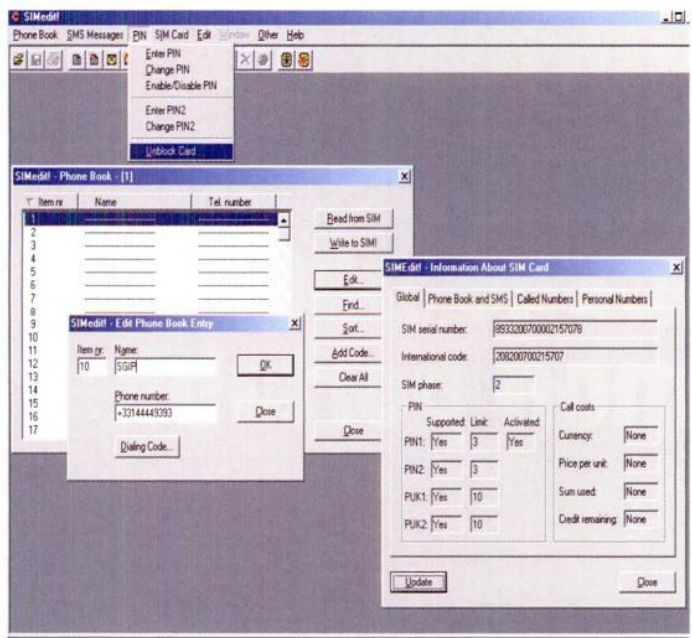 SIMedit!
Phone Book SMS Messages PIN SIM Card Edit Window Other Help
Enter PIN
Change PIN
Enable/Disable PIN
Enter PIN2
Change PIN2
Unblock Card
SIMedit! - Phone Book - [1]
Item nr Name Tel. number
1
2
3
4
5
6
7
8
9
10
11
12
13
14
15
16
17
Read from SIM
Write to SIM!
Edit...
Find...
Sort...
Add Code...
Clear All
Close
SIMedit! - Edit Phone Book Entry
Item nr: Name:
10 SGIP
OK
Phone number:
+33144449393
Close
Dialing Code...
SIMEdit! - Information About SIM Card
Global Phone Book and SMS Called Numbers Personal Numbers
SIM serial number: 8933200700002157078
International code: 208200700215707
SIM phase: 2
PIN
Supported: Limit: Activated:
PIN1: Yes 3 Yes
PIN2: Yes 3
PUK1: Yes 10
PUK2: Yes 10
Call costs
Currency: None
Price per unit: None
Sum used: None
Credit remaining: None
Update
Close